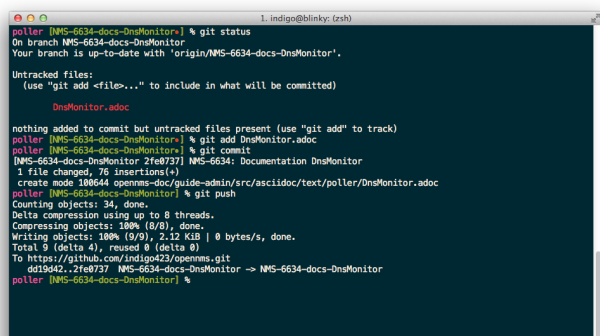 1. indigo@blinky: (zsh)
poller [NMS-6634-docs-DnsMonitor●] % git status
On branch NMS-6634-docs-DnsMonitor
Your branch is up-to-date with 'origin/NMS-6634-docs-DnsMonitor'.
Untracked files:
(use "git add <file>..." to include in what will be committed)
DnsMonitor.adoc
nothing added to commit but untracked files present (use "git add" to track)
poller [NMS-6634-docs-DnsMonitor●] % git add DnsMonitor.adoc
poller [NMS-6634-docs-DnsMonitor●] % git commit
[NMS-6634-docs-DnsMonitor 2fe0737] NMS-6634: Documentation DnsMonitor
1 file changed, 76 insertions(+)
create mode 100644 opennms-doc/guide-admin/src/asciidoc/text/poller/DnsMonitor.adoc
poller [NMS-6634-docs-DnsMonitor] % git push
Counting objects: 34, done.
Delta compression using up to 8 threads.
Compressing objects: 100% (8/8), done.
Writing objects: 100% (9/9), 2.12 KiB | 0 bytes/s, done.
Total 9 (delta 4), reused 0 (delta 0)
To https://github.com/indigo423/opennms.git
dd19d42..2fe0737  NMS-6634-docs-DnsMonitor -> NMS-6634-docs-DnsMonitor
poller [NMS-6634-docs-DnsMonitor] %